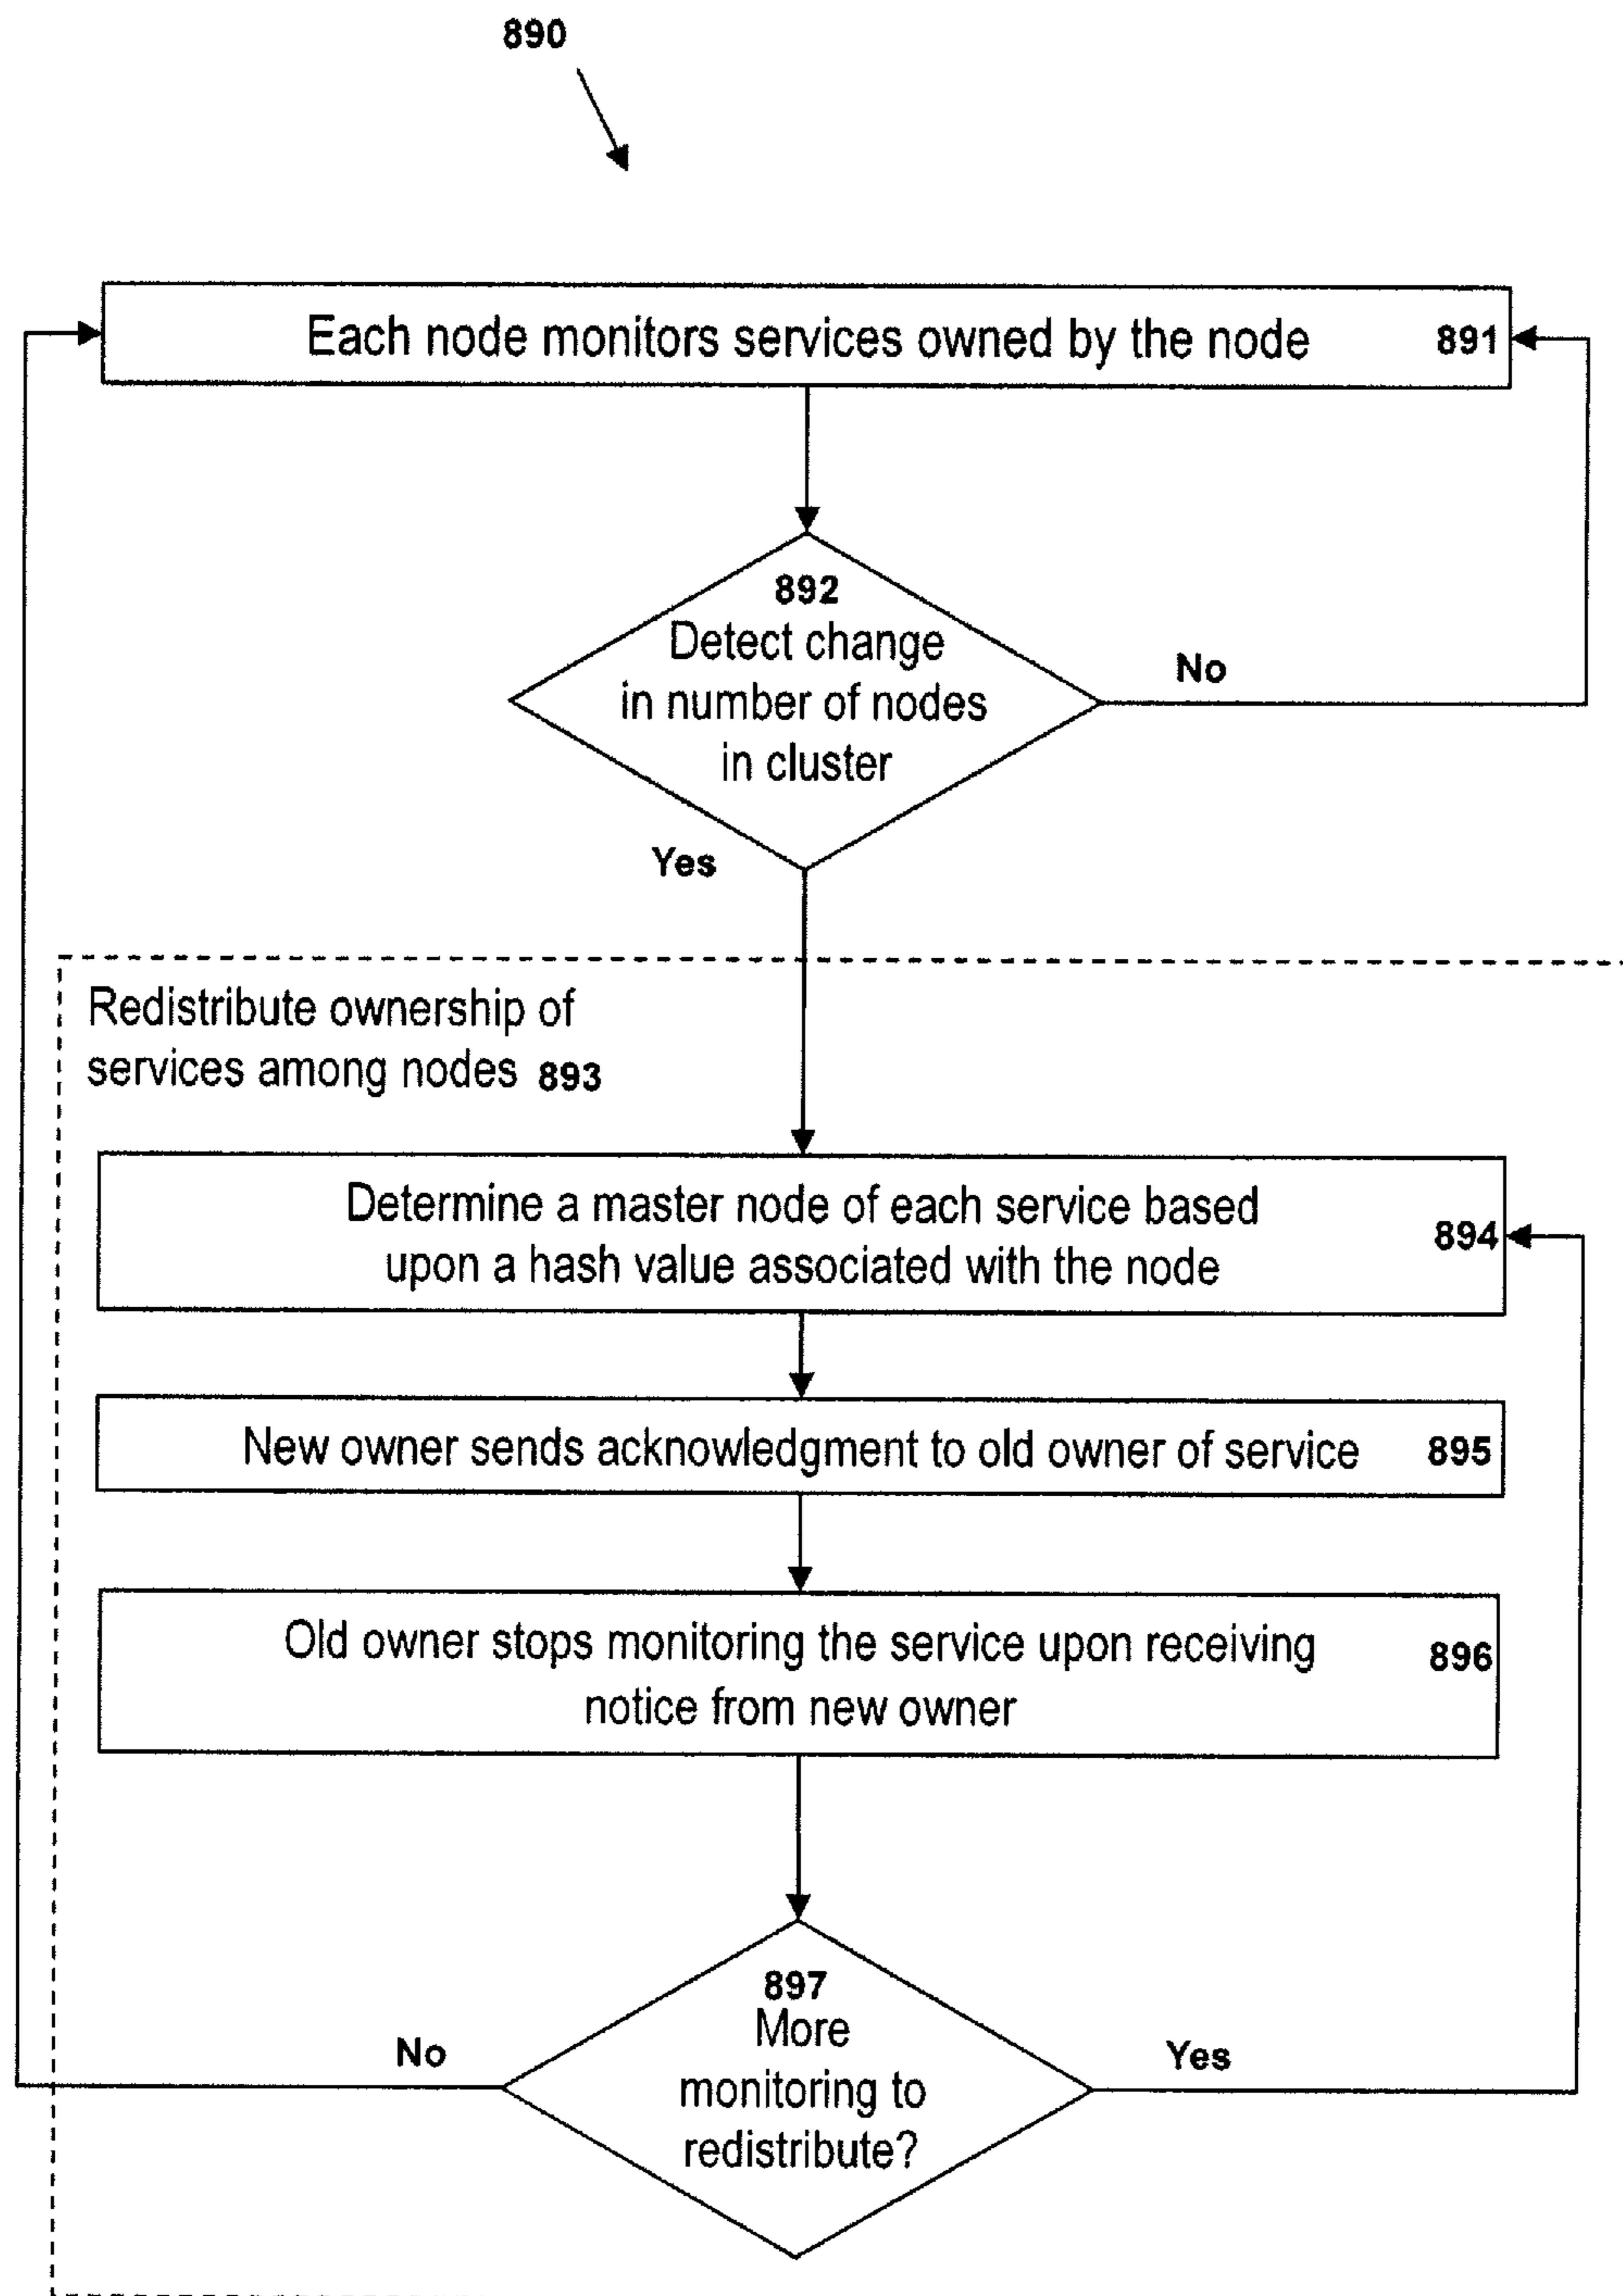 890
Each node monitors services owned by the node 891
892
Detect change
in number of nodes
in cluster
No
Yes
Redistribute ownership of
services among nodes 893
Determine a master node of each service based
upon a hash value associated with the node
894
New owner sends acknowledgment to old owner of service 895
Old owner stops monitoring the service upon receiving
notice from new owner
896
897
More
monitoring to
redistribute?
No
Yes